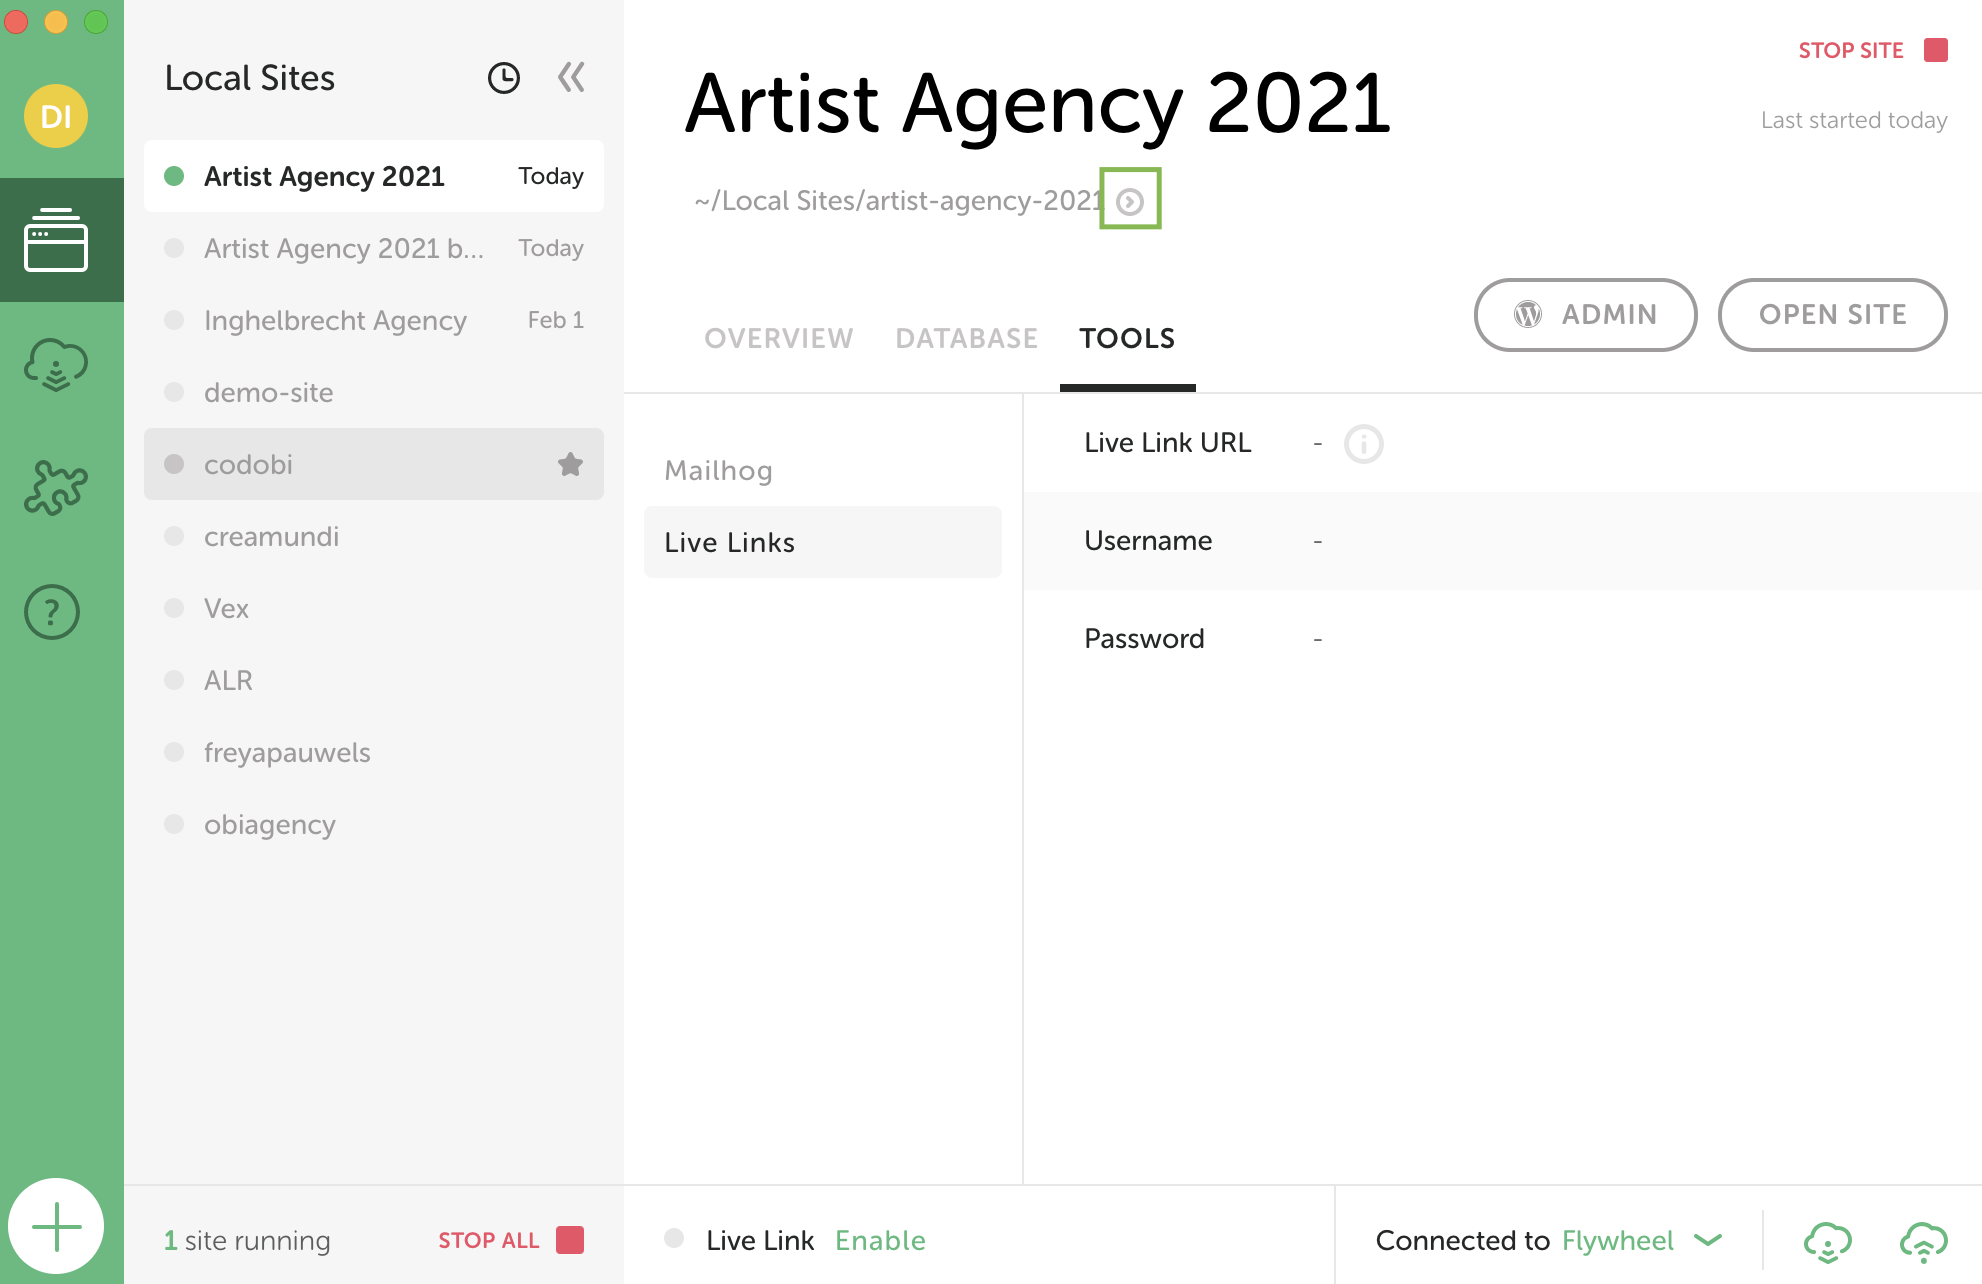 DI
Local Sites
Artist Agency 2021 Today
Artist Agency 2021 b... Today
Inghelbrecht Agency Feb 1
demo-site
codobi
creamundi
Vex
ALR
freyapauwels
obiagency
1 site running STOP ALL
STOP SITE
Artist Agency 2021
Last started today
~/Local Sites/artist-agency-2021
ADMIN OPEN SITE
OVERVIEW DATABASE TOOLS
Mailhog
Live Links
Live Link URL -
Username -
Password -
Live Link Enable
Connected to Flywheel